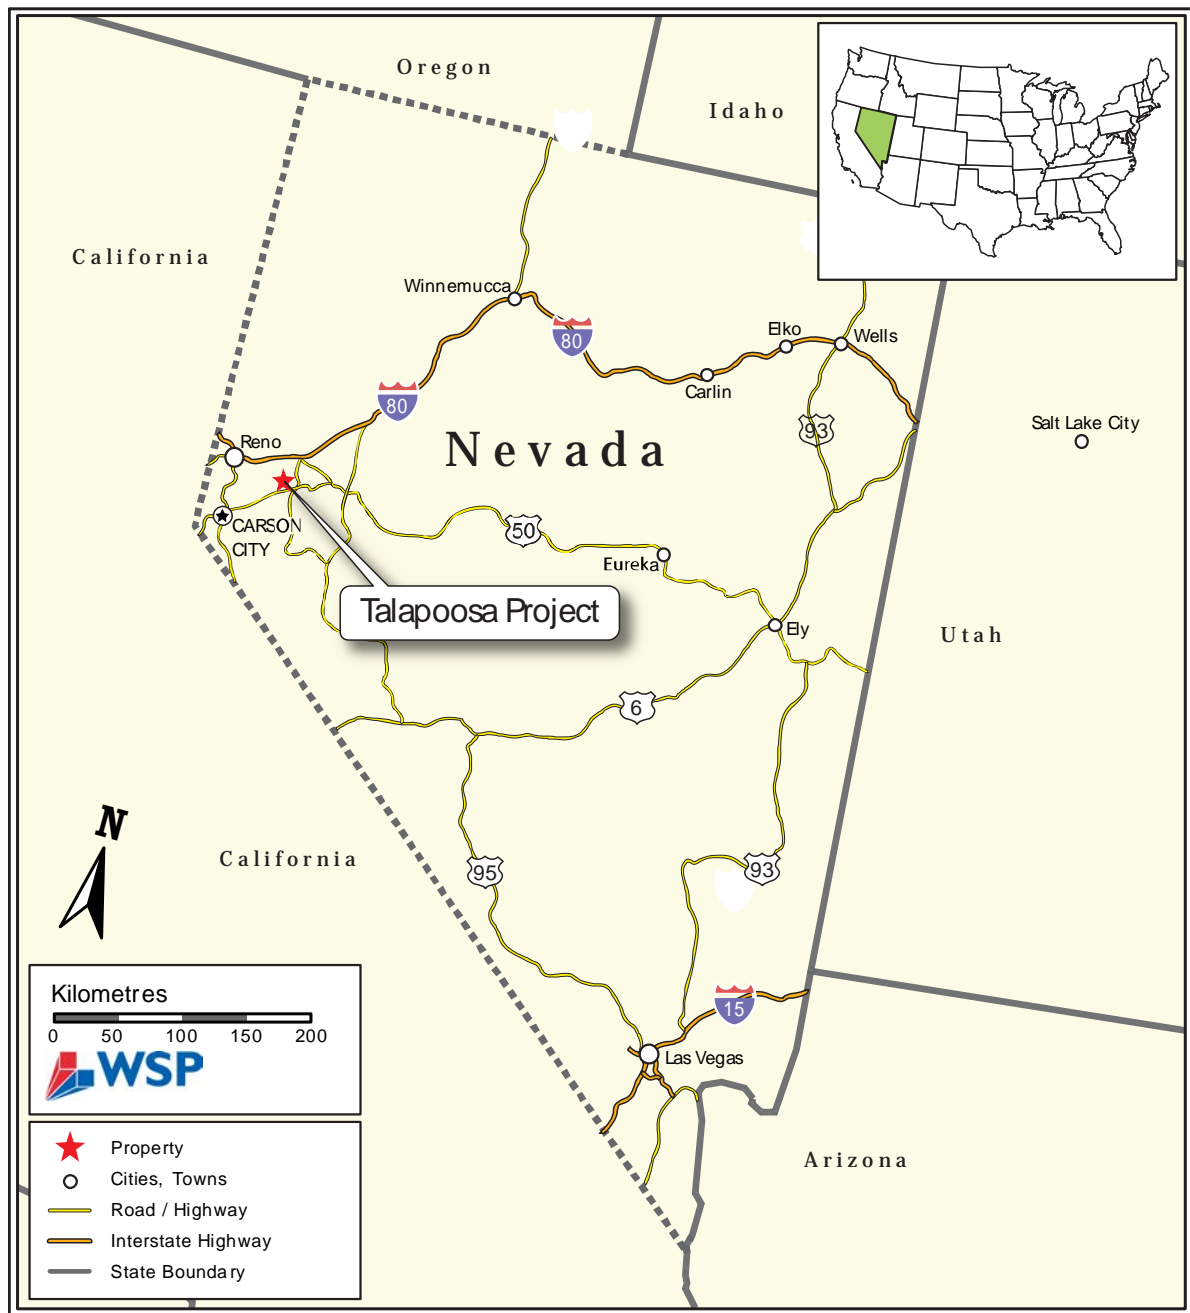 Oregon
Idaho
California
Winnemucca
80
Elko
Wells
Carlin
80
93
Salt Lake City
Reno
Nevada
CARSON
CITY
50
Eureka
Talapoosa Project
Ely
Utah
6
N
California
95
93
Kilometres
0 50 100 150 200
WSP
15
Las Vegas
Arizona
Property
Cities, Towns
Road / Highway
Interstate Highway
State Boundary